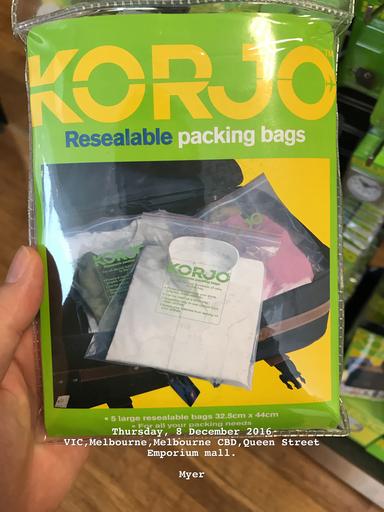 KORJO
Resealable packing bags
KORJO
KORJO
• 5 large resealable bags 32.5cm x 44cm
• For all your packing needs
Thursday, 8 December 2016
VIC,Melbourne,Melbourne CBD,Queen Street
Emporium mall.
Myer